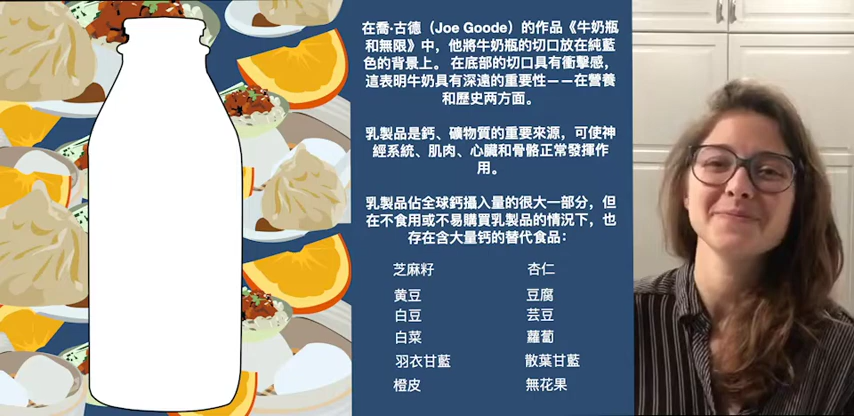 在喬·古德（Joe Goode）的作品《牛奶瓶
和無限》中，他將牛奶瓶的切口放在純藍
色的背景上。 在底部的切口具有衝擊感，
這表明牛奶具有深遠的重要性——在營養
和歷史两方面。
乳製品是鈣、礦物質的重要來源，可使神
經系統、肌肉、心臟和骨骼正常發揮作
用。
乳製品佔全球鈣攝入量的很大一部分，但
在不食用或不易購買乳製品的情況下，也
存在含大量钙的替代食品：
芝麻籽 杏仁
黄豆 豆腐
白豆 芸豆
白菜 蘿蔔
羽衣甘藍 散葉甘藍
橙皮 無花果